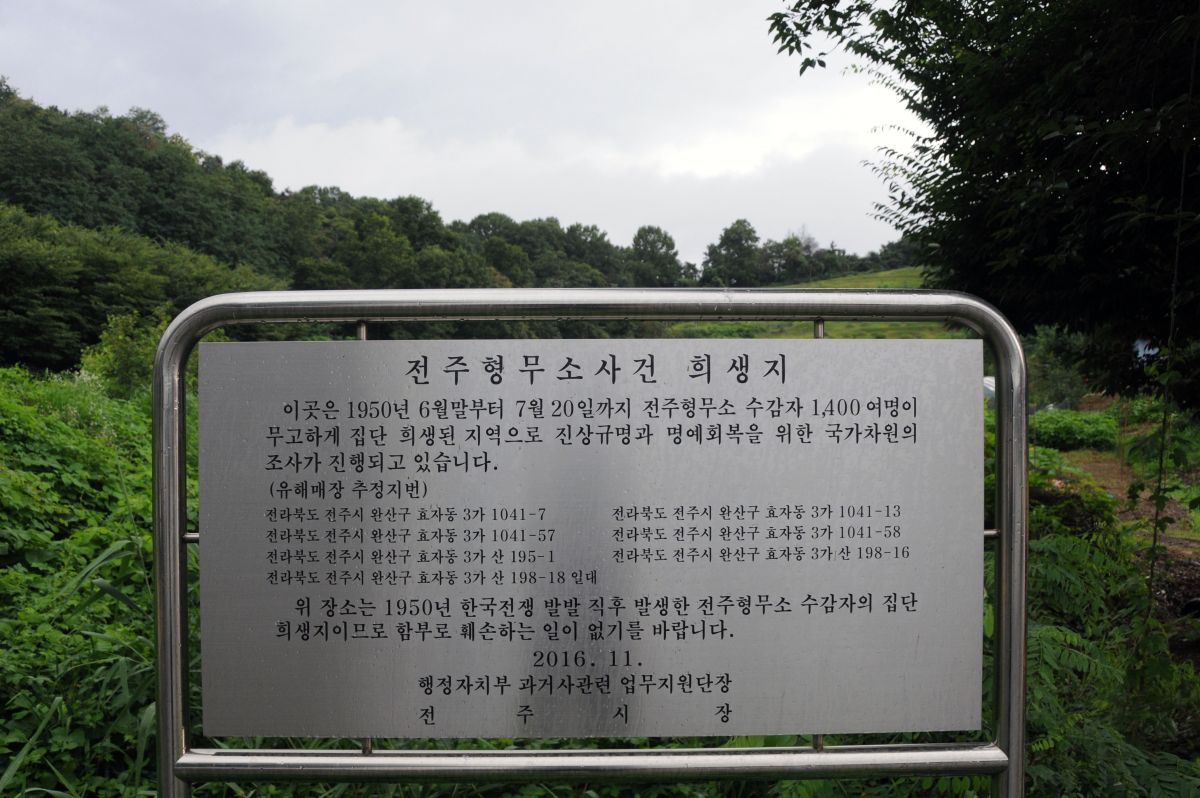 전주형무소사건 희생지
이곳은 1950년 6월말부터 7월 20일까지 전주형무소 수감자 1,400여명이
무고하게 집단 희생된 지역으로 진상규명과 명예회복을 위한 국가차원의
조사가 진행되고 있습니다.
(유해매장 추정지번)
전라북도 전주시 완산구 효자동 3가 1041-7 전라북도 전주시 완산구 효자동 3가 1041-13
전라북도 전주시 완산구 효자동 3가 1041-57 전라북도 전주시 완산구 효자동 3가 1041-58
전라북도 전주시 완산구 효자동 3가 산 195-1 전라북도 전주시 완산구 효자동 3가 산 198-16
전라북도 전주시 완산구 효자동 3가 산 198-18 일대
위 장소는 1950년 한국전쟁 발발 직후 발생한 전주형무소 수감자의 집단
희생지이므로 함부로 훼손하는 일이 없기를 바랍니다.
2016. 11.
행정자치부 과거사관련 업무지원단장
전 주 시 장